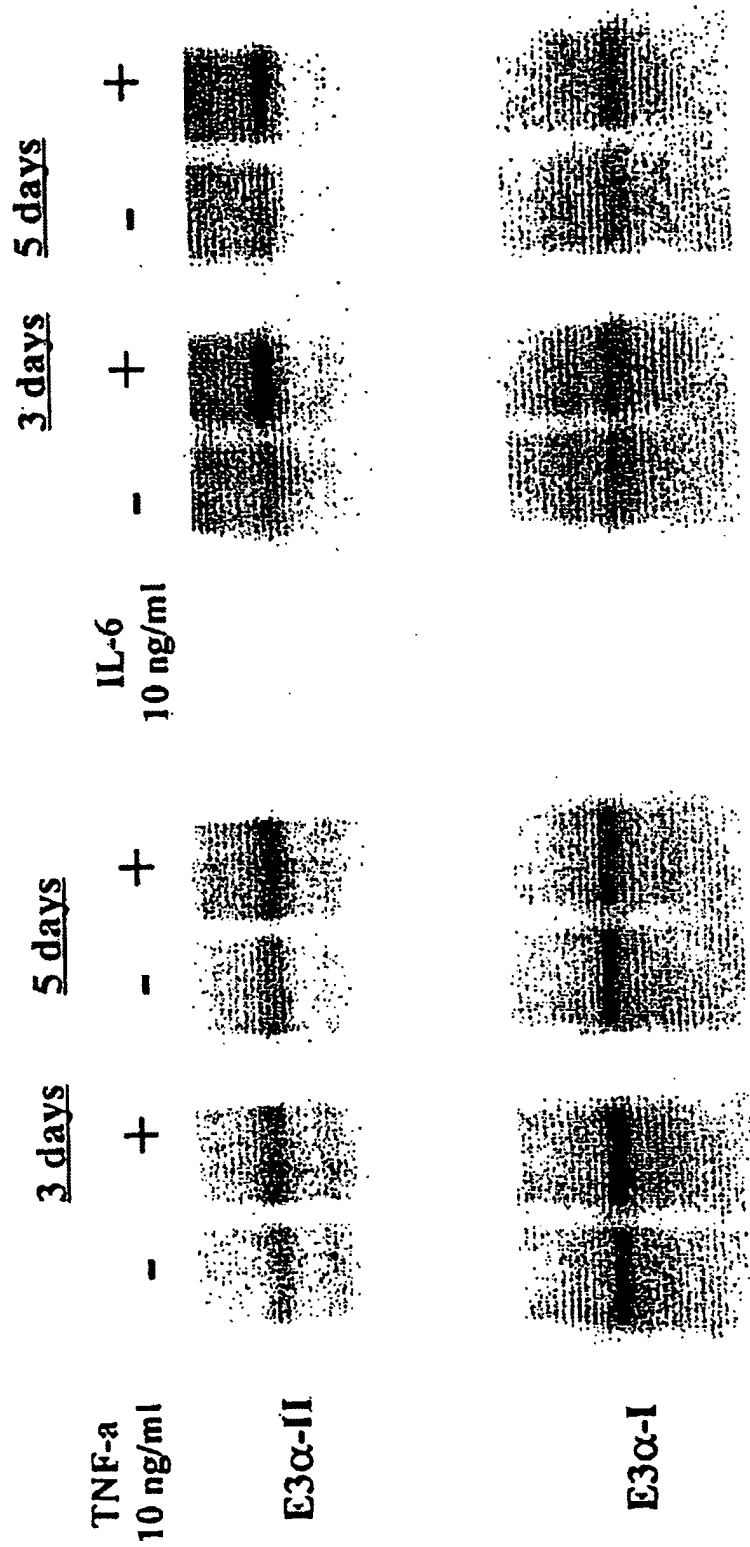 3 days 5 days
TNF-a - + - +
10 ng/ml
E3α-II
E3α-I
3 days 5 days
IL-6 - + - +
10 ng/ml